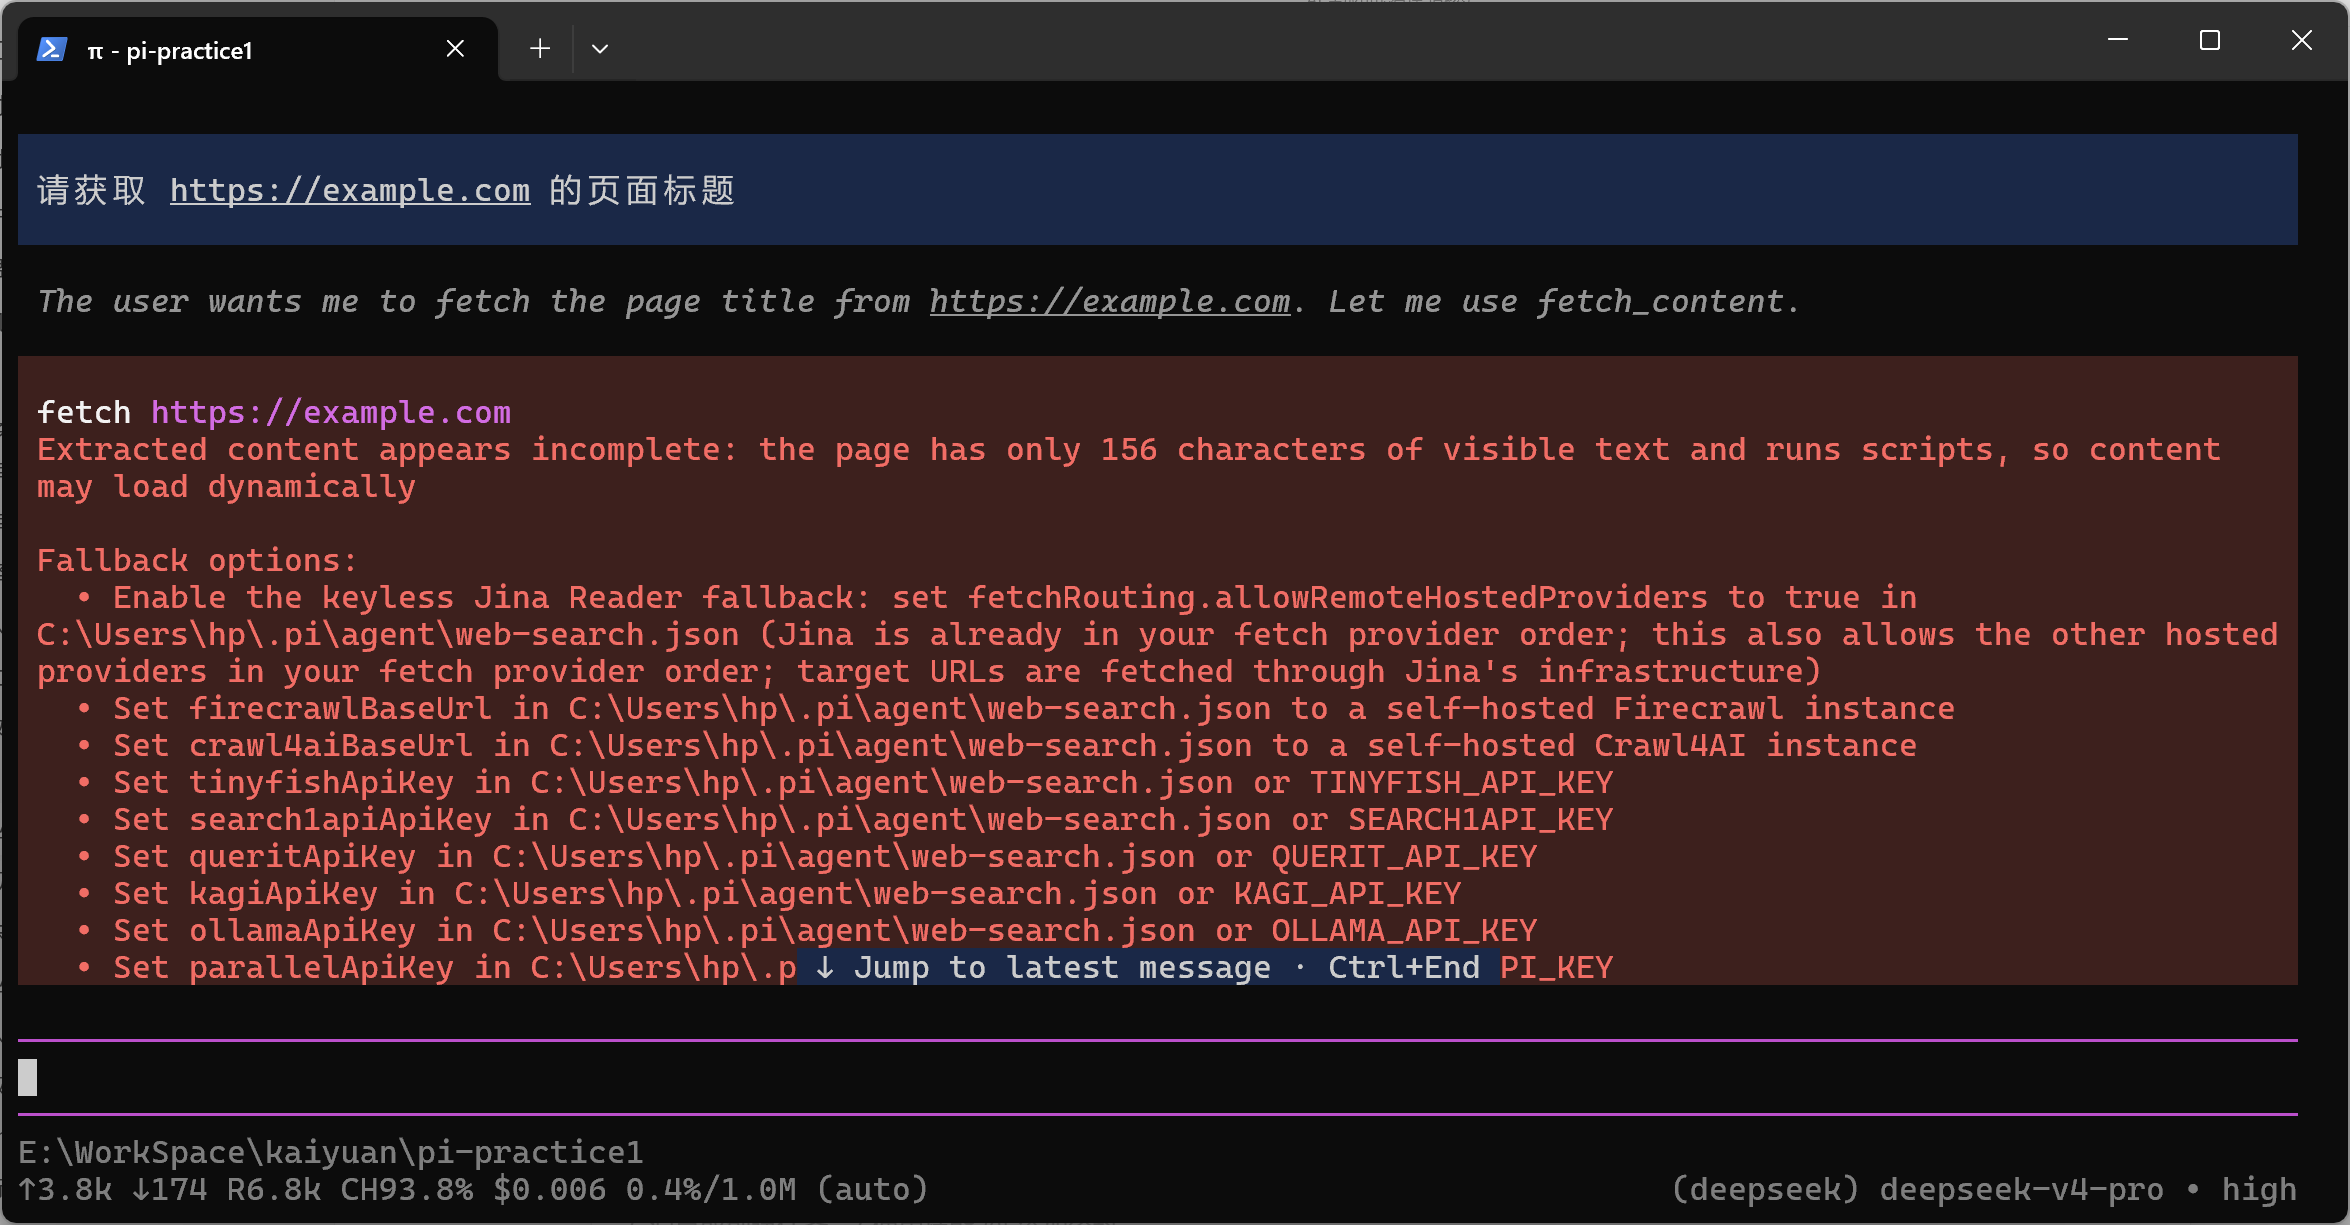 π - pi-practice1
请获取 https://example.com 的页面标题
The user wants me to fetch the page title from https://example.com. Let me use fetch_content.
fetch https://example.com
Extracted content appears incomplete: the page has only 156 characters of visible text and runs scripts, so content
may load dynamically
Fallback options:
• Enable the keyless Jina Reader fallback: set fetchRouting.allowRemoteHostedProviders to true in
C:\Users\hp\.pi\agent\web-search.json (Jina is already in your fetch provider order; this also allows the other hosted
providers in your fetch provider order; target URLs are fetched through Jina's infrastructure)
• Set firecrawlBaseUrl in C:\Users\hp\.pi\agent\web-search.json to a self-hosted Firecrawl instance
• Set crawl4aiBaseUrl in C:\Users\hp\.pi\agent\web-search.json to a self-hosted Crawl4AI instance
• Set tinyfishApiKey in C:\Users\hp\.pi\agent\web-search.json or TINYFISH_API_KEY
• Set search1apiApiKey in C:\Users\hp\.pi\agent\web-search.json or SEARCH1API_KEY
• Set queritApiKey in C:\Users\hp\.pi\agent\web-search.json or QUERIT_API_KEY
• Set kagiApiKey in C:\Users\hp\.pi\agent\web-search.json or KAGI_API_KEY
• Set ollamaApiKey in C:\Users\hp\.pi\agent\web-search.json or OLLAMA_API_KEY
• Set parallelApiKey in C:\Users\hp\.p ↓ Jump to latest message · Ctrl+End PI_KEY
E:\WorkSpace\kaiyuan\pi-practice1
↑3.8k ↓174 R6.8k CH93.8% $0.006 0.4%/1.0M (auto) (deepseek) deepseek-v4-pro • high